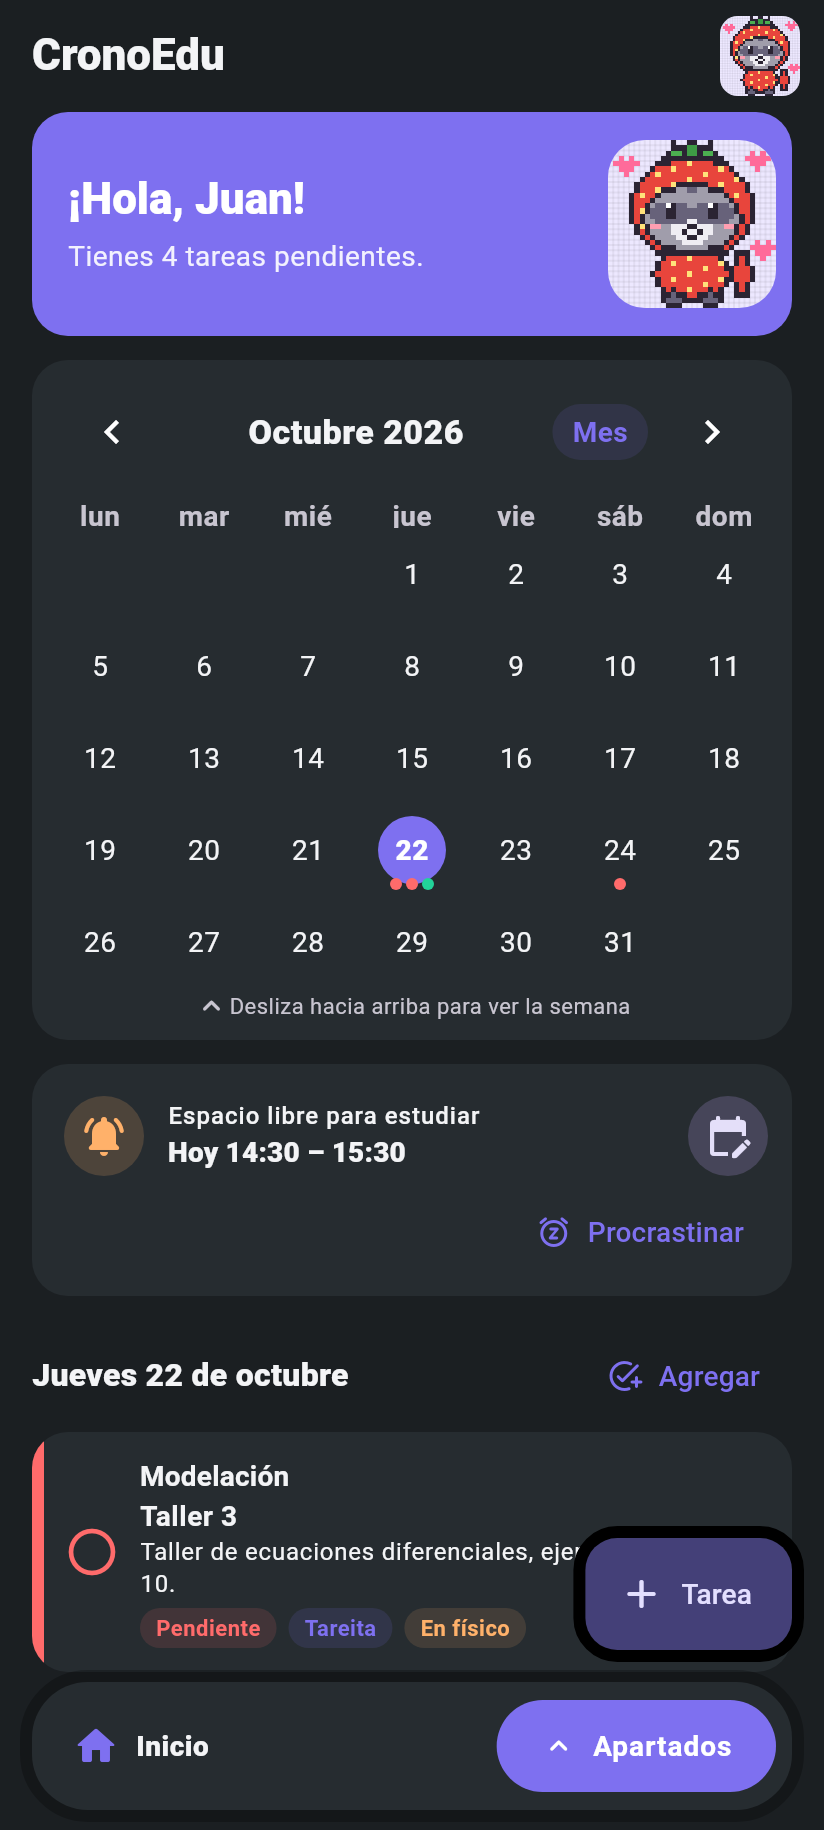 CronoEdu
¡Hola, Juan!
Tienes 4 tareas pendientes.
Octubre 2026 Mes
lun mar mié jue vie sáb dom
1 2 3 4
5 6 7 8 9 10 11
12 13 14 15 16 17 18
19 20 21 22 23 24 25
26 27 28 29 30 31
Desliza hacia arriba para ver la semana
Espacio libre para estudiar
Hoy 14:30 – 15:30
Procrastinar
Jueves 22 de octubre Agregar
Modelación
Taller 3
Taller de ecuaciones diferenciales,
10.
Tarea
Pendiente Tareita En físico
Inicio Apartados